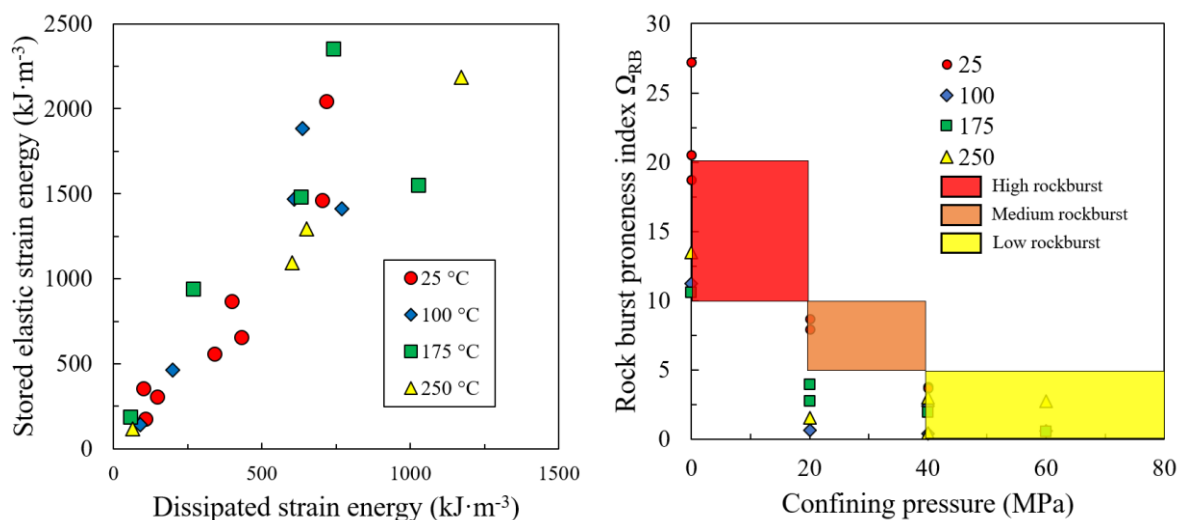 Stored elastic strain energy (kJ·m⁻³)
2500
2000
1500
1000
500
0
25 °C
100 °C
175 °C
250 °C
0
500
1000
1500
Dissipated strain energy (kJ·m⁻³)
Rock burst proneness index Ω_RB
30
25
20
15
10
5
0
25
100
175
250
High rockburst
Medium rockburst
Low rockburst
0
20
40
60
80
Confining pressure (MPa)